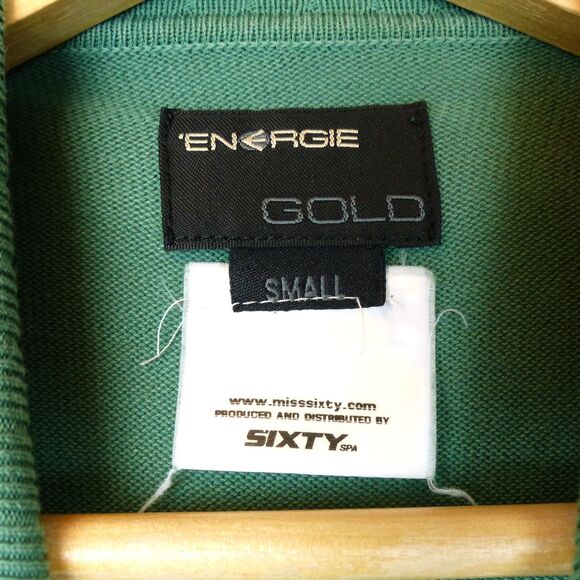 'ENERGIE
GOLD
SMALL
www.misssixty.com
PRODUCED AND DISTRIBUTED BY
SIXTY SPA